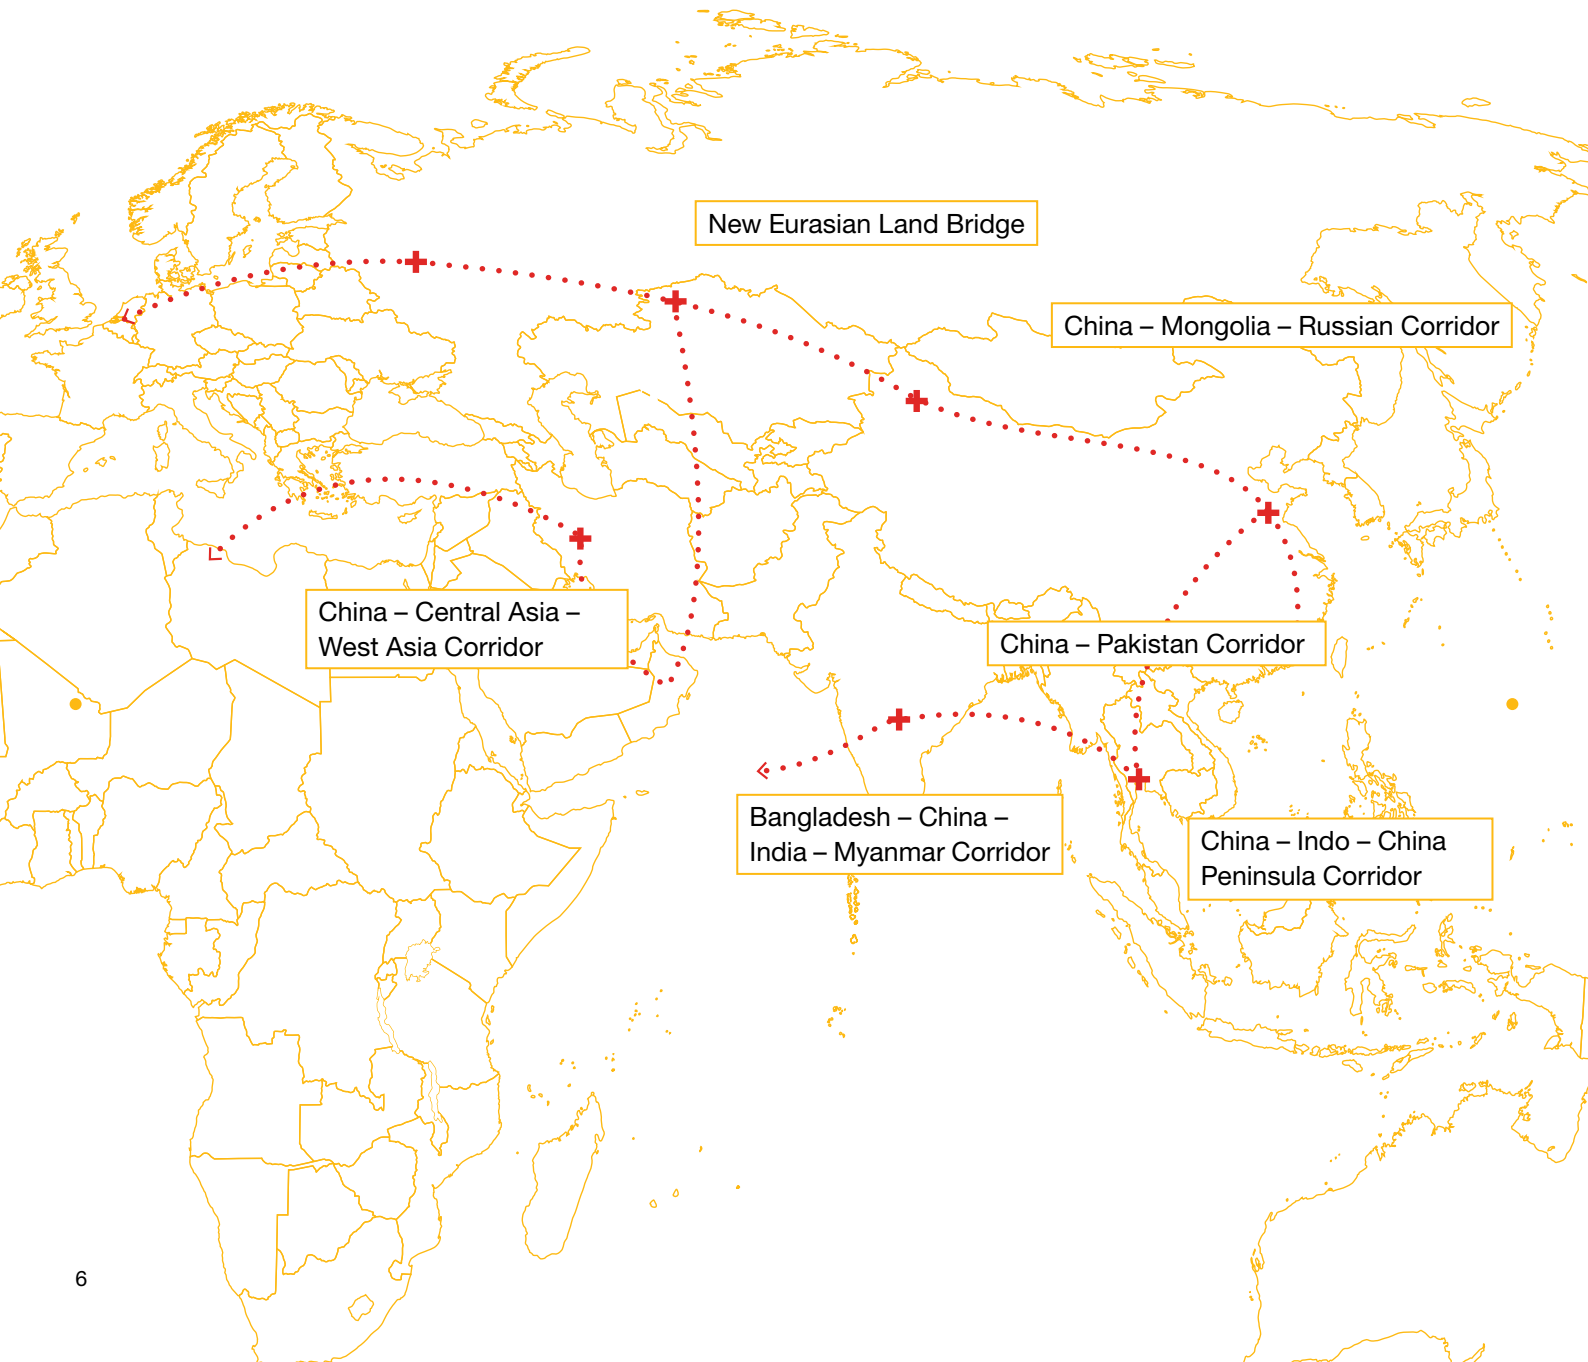 New Eurasian Land Bridge
China – Mongolia – Russian Corridor
China – Central Asia –
West Asia Corridor
China – Pakistan Corridor
Bangladesh – China –
India – Myanmar Corridor
China – Indo – China
Peninsula Corridor
6